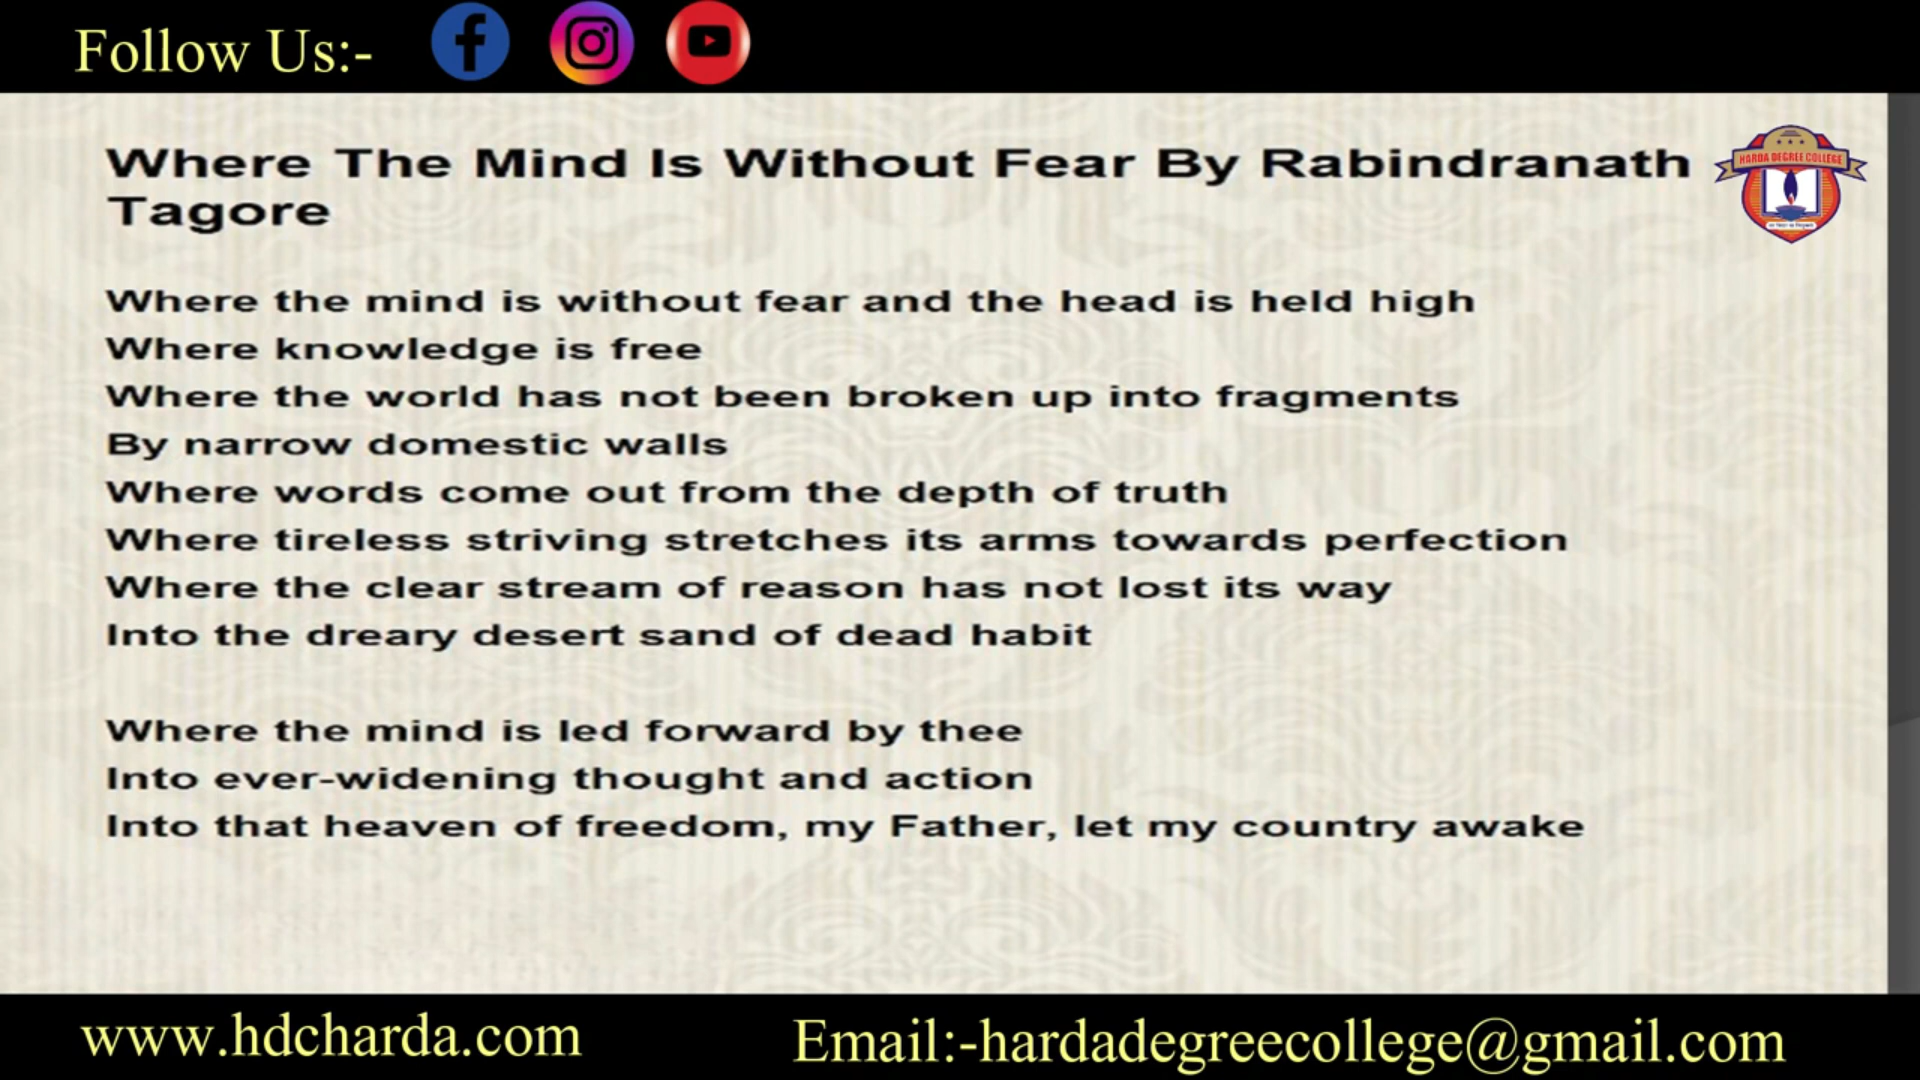 Follow Us:-
Where The Mind Is Without Fear By Rabindranath
Tagore
HARDA DEGREE COLLEGE
Where the mind is without fear and the head is held high
Where knowledge is free
Where the world has not been broken up into fragments
By narrow domestic walls
Where words come out from the depth of truth
Where tireless striving stretches its arms towards perfection
Where the clear stream of reason has not lost its way
Into the dreary desert sand of dead habit
Where the mind is led forward by thee
Into ever-widening thought and action
Into that heaven of freedom, my Father, let my country awake
www.hdcharda.com
Email:-hardadegreecollege@gmail.com